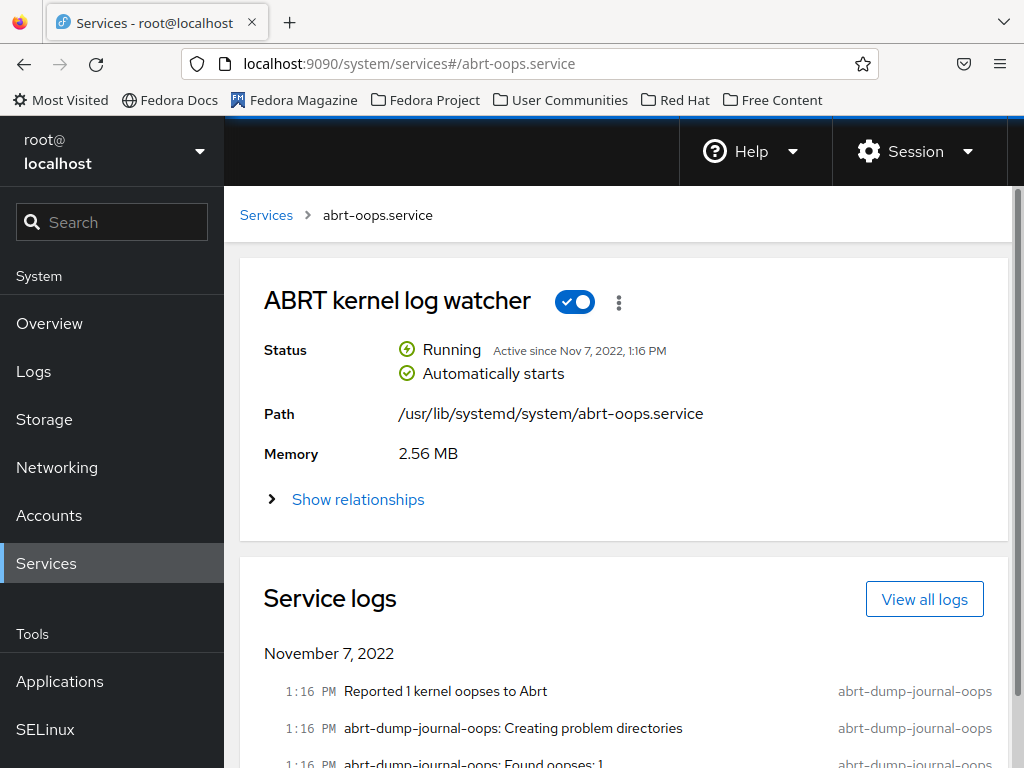 Services - root@localhost
localhost:9090/system/services#/abrt-oops.service
Most Visited Fedora Docs Fedora Magazine Fedora Project User Communities Red Hat Free Content
root@
localhost
Help Session
Search
Services > abrt-oops.service
System
Overview
Logs
Storage
Networking
Accounts
Services
Tools
Applications
SELinux
ABRT kernel log watcher
Status Running Active since Nov 7, 2022, 1:16 PM
Automatically starts
Path /usr/lib/systemd/system/abrt-oops.service
Memory 2.56 MB
Show relationships
Service logs View all logs
November 7, 2022
1:16 PM Reported 1 kernel oopses to Abrt abrt-dump-journal-oops
1:16 PM abrt-dump-journal-oops: Creating problem directories abrt-dump-journal-oops
1:16 PM abrt-dump-journal-oops: Found oopses: 1 abrt-dump-journal-oops